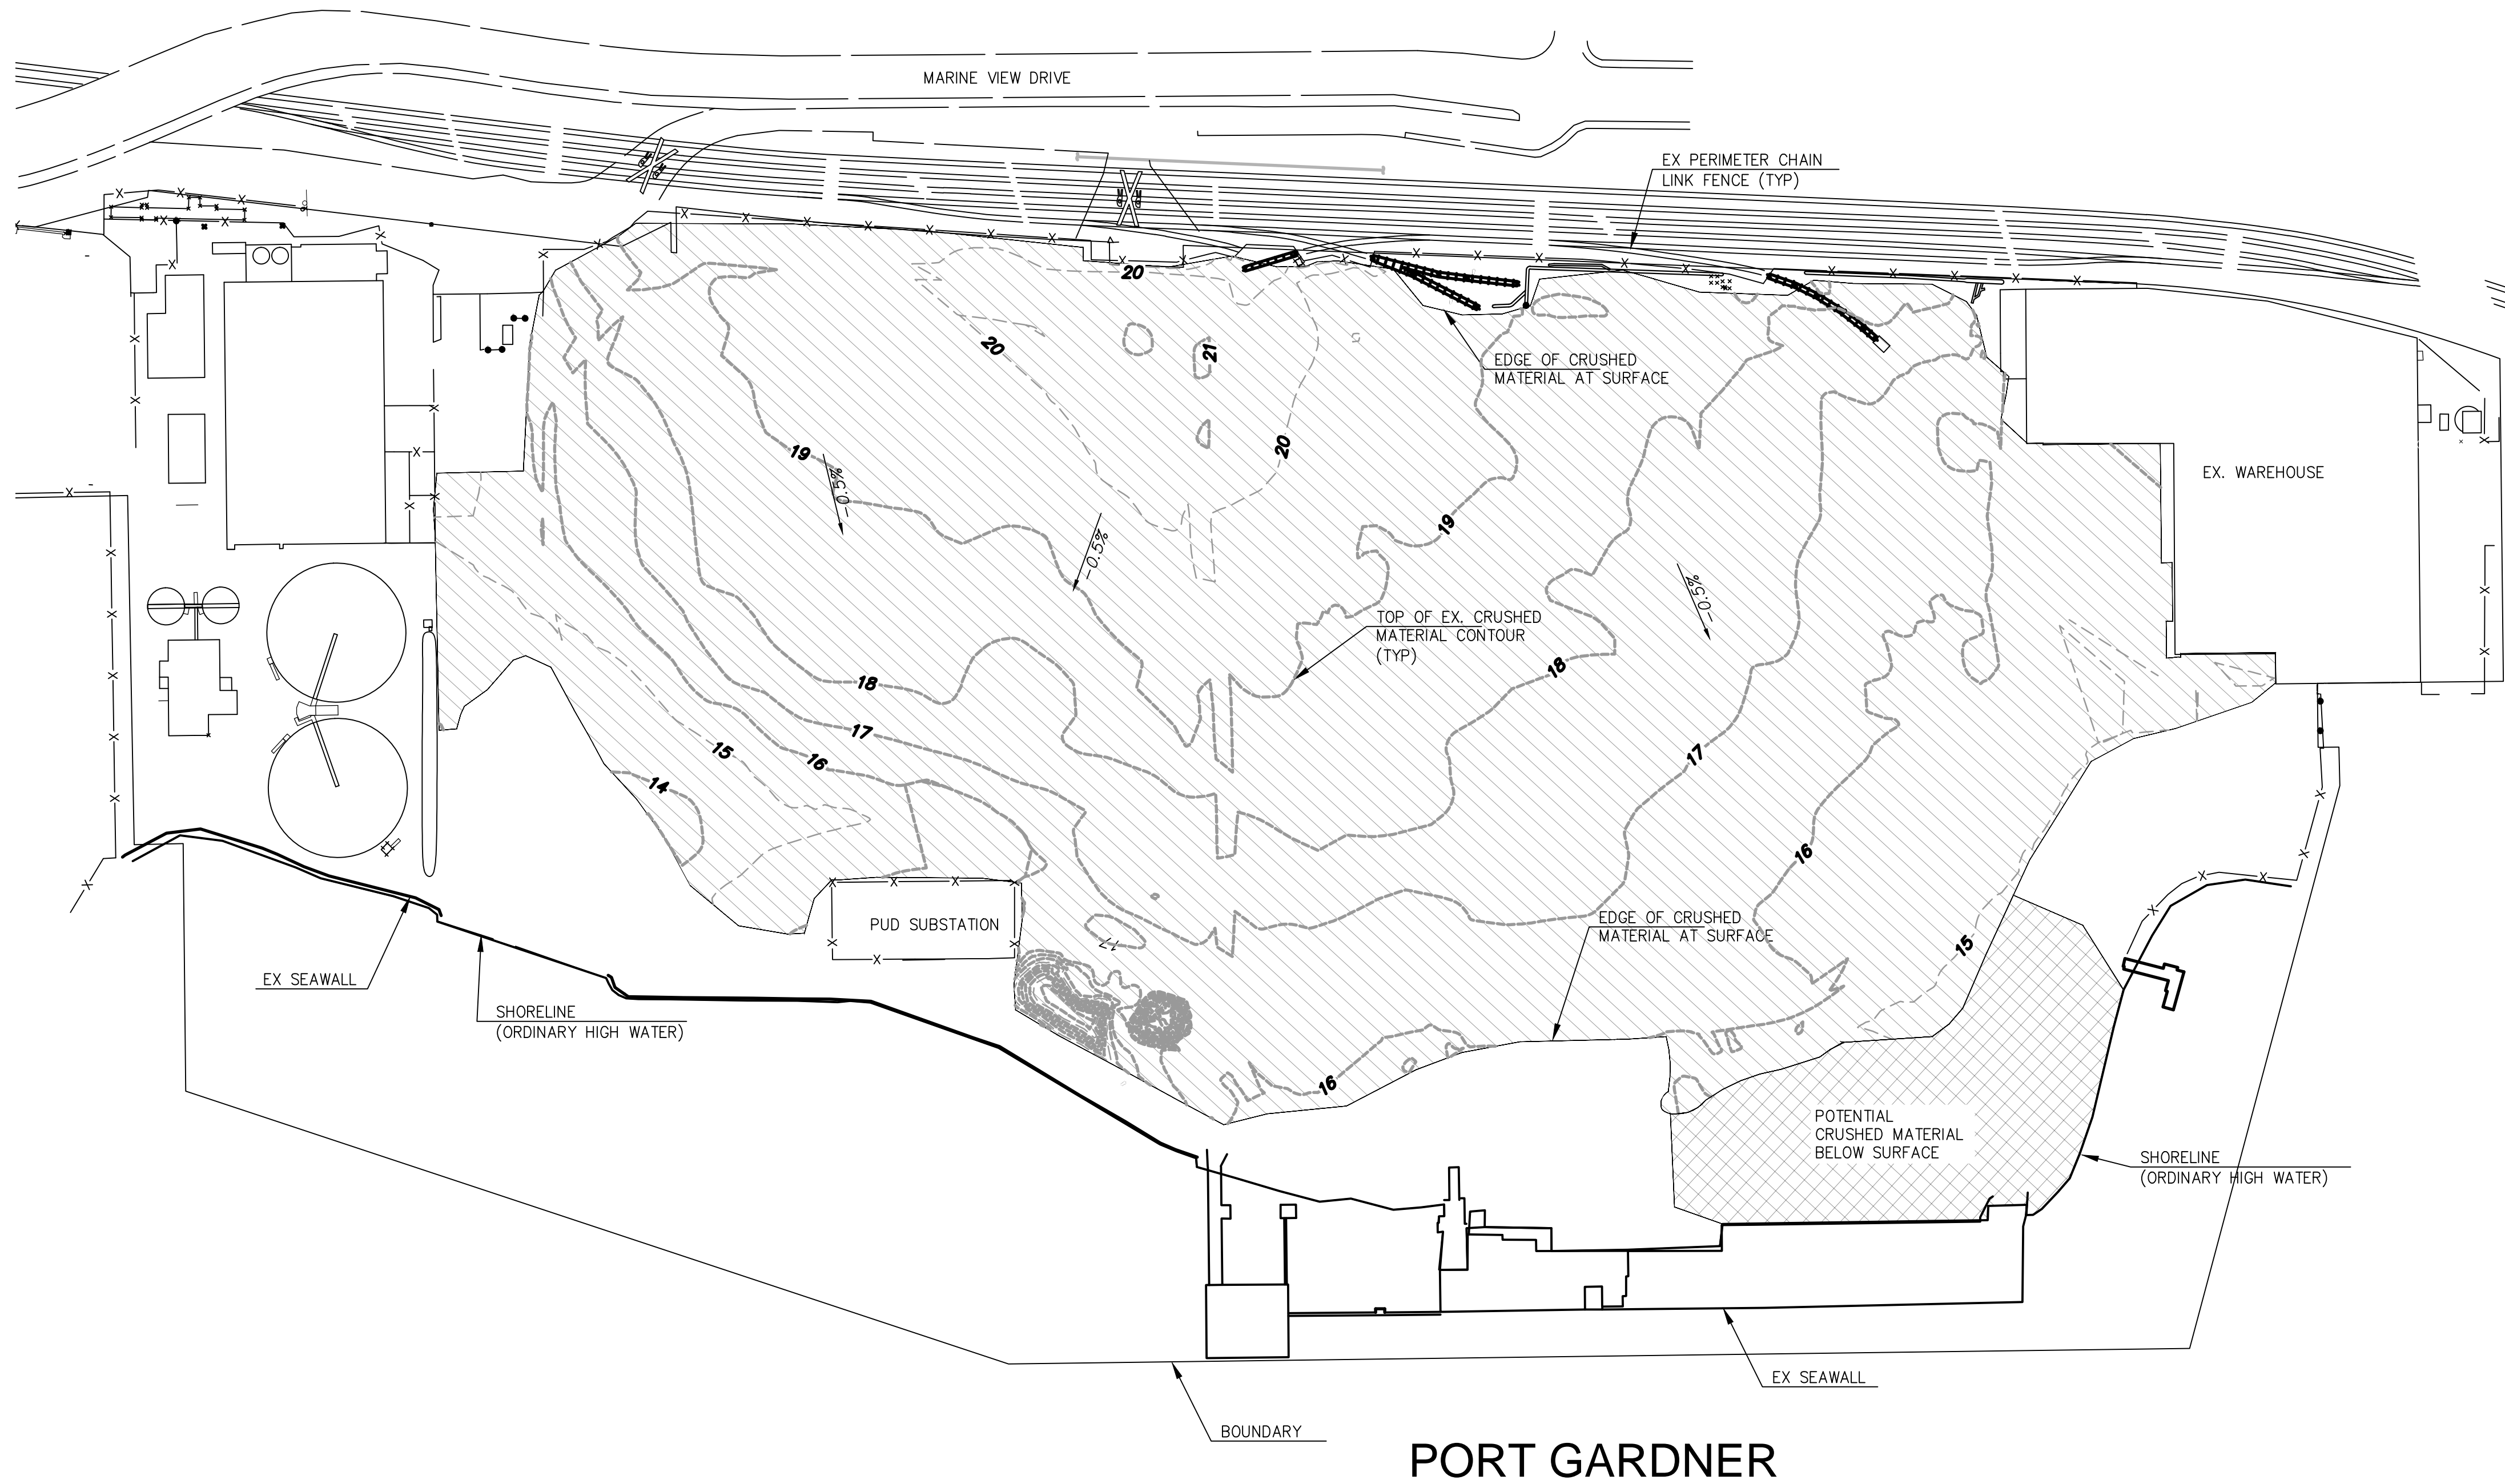 MARINE VIEW DRIVE
EX PERIMETER CHAIN
LINK FENCE (TYP)
20
20
21
EDGE OF CRUSHED
MATERIAL AT SURFACE
19
20
EX. WAREHOUSE
-0.5%
19
-0.5%
-0.5%
TOP OF EX. CRUSHED
MATERIAL CONTOUR
(TYP)
18
18
17
15
16
17
14
16
PUD SUBSTATION
EDGE OF CRUSHED
MATERIAL AT SURFACE
15
EX SEAWALL
SHORELINE
(ORDINARY HIGH WATER)
16
POTENTIAL
CRUSHED MATERIAL
BELOW SURFACE
SHORELINE
(ORDINARY HIGH WATER)
EX SEAWALL
BOUNDARY
PORT GARDNER